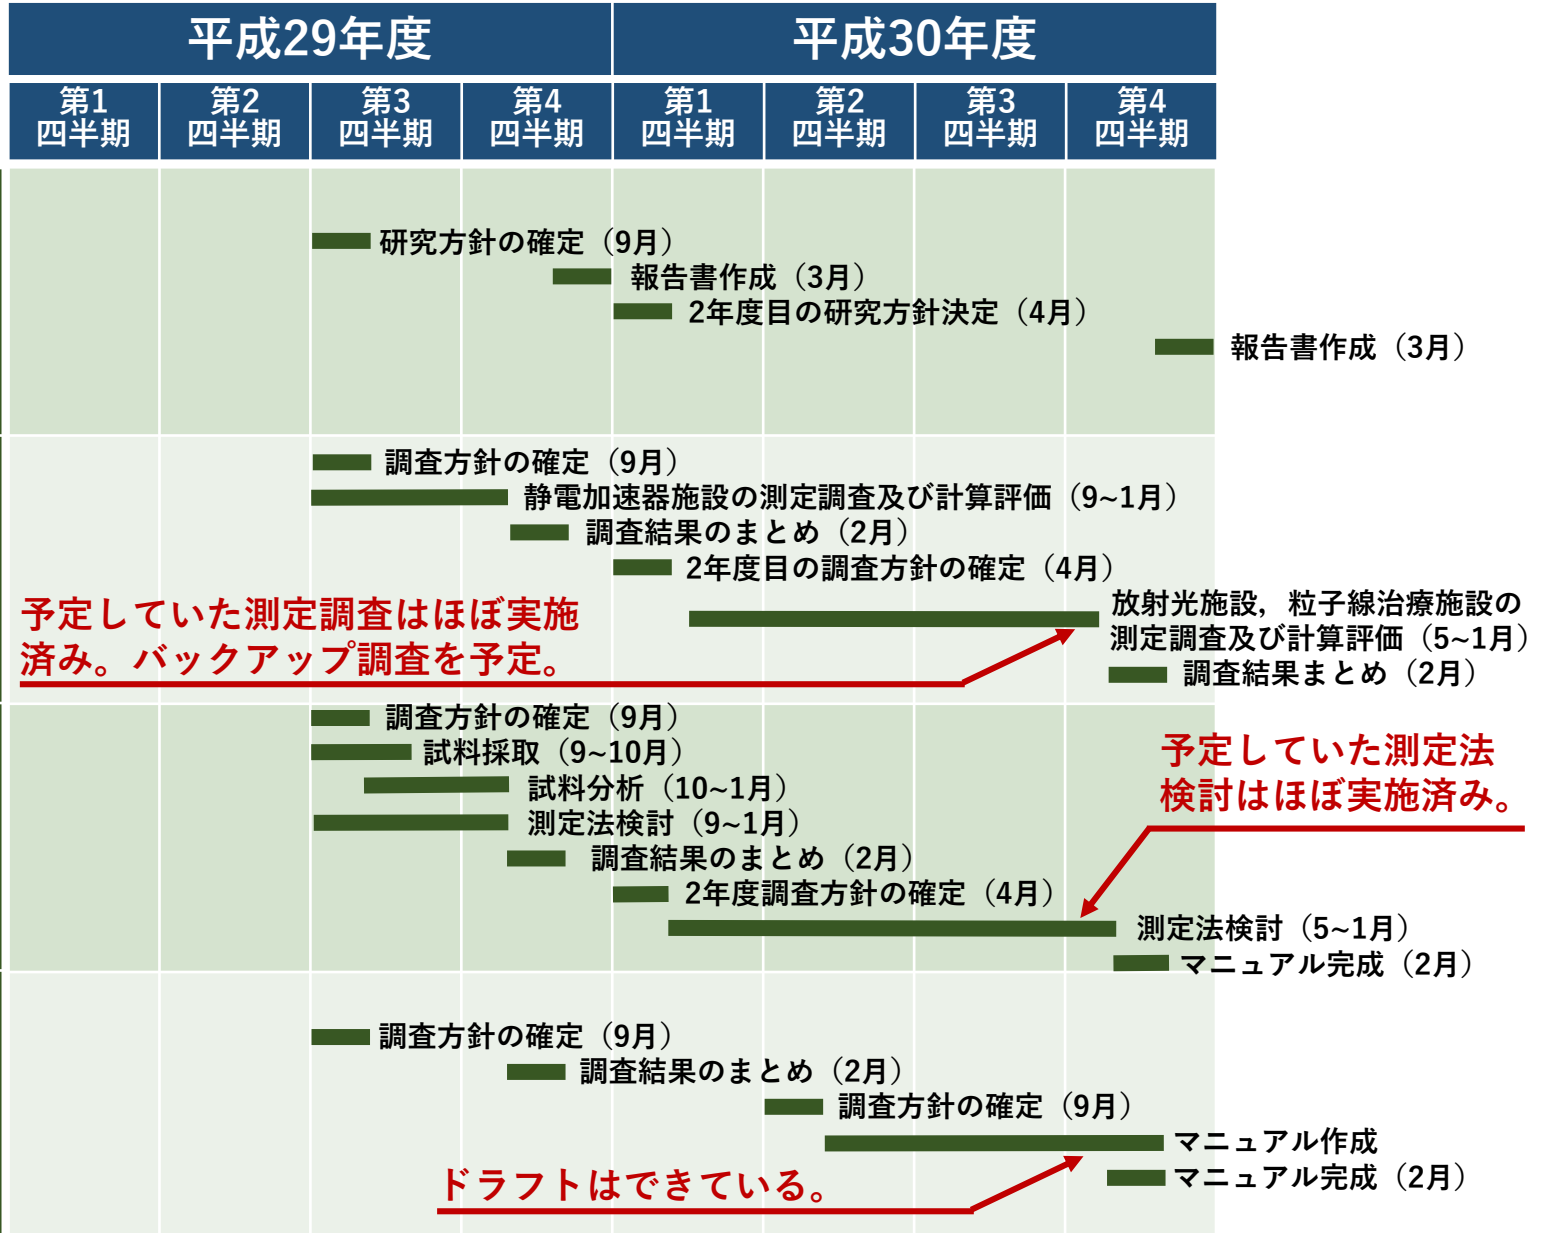 平成29年度
平成30年度
第1
四半期
第2
四半期
第3
四半期
第4
四半期
第1
四半期
第2
四半期
第3
四半期
第4
四半期
研究方針の確定（9月）
報告書作成（3月）
2年度目の研究方針決定（4月）
報告書作成（3月）
調査方針の確定（9月）
静電加速器施設の測定調査及び計算評価（9~1月）
調査結果のまとめ（2月）
2年度目の調査方針の確定（4月）
放射光施設，粒子線治療施設の
測定調査及び計算評価（5~1月）
予定していた測定調査はほぼ実施
済み。バックアップ調査を予定。
調査結果まとめ（2月）
調査方針の確定（9月）
試料採取（9~10月）
試料分析（10~1月）
測定法検討（9~1月）
予定していた測定法
検討はほぼ実施済み。
調査結果のまとめ（2月）
2年度調査方針の確定（4月）
測定法検討（5~1月）
マニュアル完成（2月）
調査方針の確定（9月）
調査結果のまとめ（2月）
調査方針の確定（9月）
マニュアル作成
マニュアル完成（2月）
ドラフトはできている。